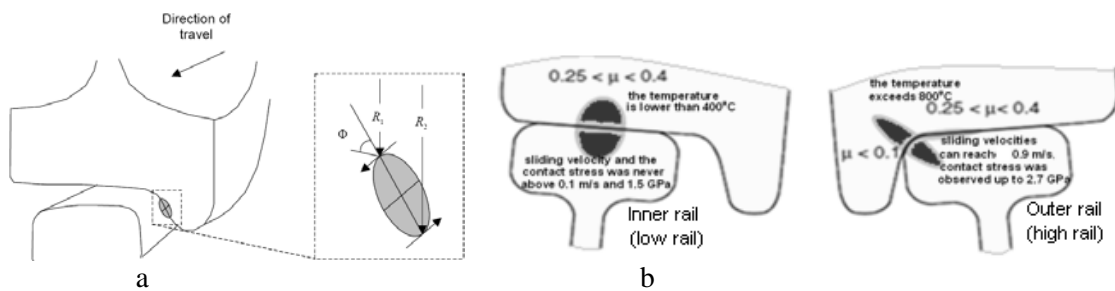 Direction of
travel
Φ
R₁
R₂
a
0.25 < μ < 0.4
the temperature
is lower than 400°C
sliding velocity and the
contact stress was never
above 0.1 m/s and 1.5 GPa
Inner rail
(low rail)
b
the temperature
exceeds 800°C
0.25 < μ< 0.4
μ < 0.1
sliding velocities
can reach 0.9 m/s.
contact stress was
observed up to 2.7 GPa
Outer rail
(high rail)